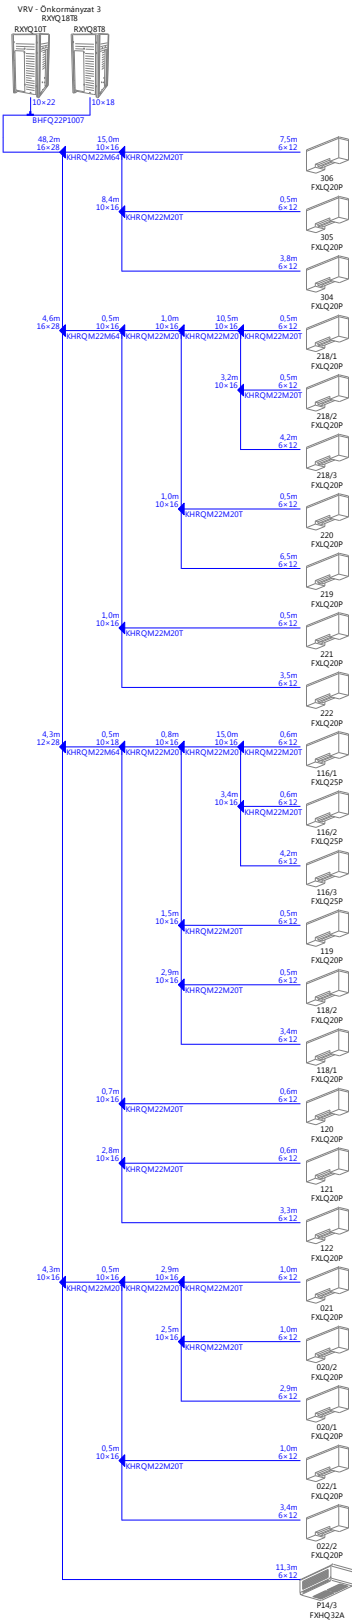 VRV - Önkormányzat 3
RXYQ18T8
RXYQ10T RXYQ8T8
10×22 10×18
BHFQ22P1007
48,2m 15,0m 7,5m
16×28 10×16 6×12
KHRQM22M64 KHRQM22M20T
306
FXLQ20P
8,4m 0,5m
10×16 6×12
KHRQM22M20T
305
FXLQ20P
3,8m
6×12
304
FXLQ20P
4,6m 0,5m 1,0m 10,5m 0,5m
16×28 10×16 10×16 10×16 6×12
KHRQM22M64 KHRQM22M20 KHRQM22M20 KHRQM22M20T
218/1
FXLQ20P
3,2m 0,5m
10×16 6×12
KHRQM22M20T
218/2
FXLQ20P
4,2m
6×12
218/3
FXLQ20P
1,0m 0,5m
10×16 6×12
KHRQM22M20T
220
FXLQ20P
6,5m
6×12
219
FXLQ20P
1,0m 0,5m
10×16 6×12
KHRQM22M20T
221
FXLQ20P
3,5m
6×12
222
FXLQ20P
4,3m 0,5m 0,8m 15,0m 0,6m
12×28 10×18 10×16 10×16 6×12
KHRQM22M64 KHRQM22M20 KHRQM22M20 KHRQM22M20T
116/1
FXLQ25P
3,4m 0,6m
10×16 6×12
KHRQM22M20T
116/2
FXLQ25P
4,2m
6×12
116/3
FXLQ25P
1,5m 0,5m
10×16 6×12
KHRQM22M20T
119
FXLQ20P
2,9m 0,5m
10×16 6×12
KHRQM22M20T
118/2
FXLQ20P
3,4m
6×12
118/1
FXLQ20P
0,7m 0,6m
10×16 6×12
KHRQM22M20T
120
FXLQ20P
2,8m 0,6m
10×16 6×12
KHRQM22M20T
121
FXLQ20P
3,3m
6×12
122
FXLQ20P
4,3m 0,5m 2,9m 1,0m
10×16 10×16 10×16 6×12
KHRQM22M20 KHRQM22M20 KHRQM22M20T
021
FXLQ20P
2,5m 1,0m
10×16 6×12
KHRQM22M20T
020/2
FXLQ20P
2,9m
6×12
020/1
FXLQ20P
0,5m 1,0m
10×16 6×12
KHRQM22M20T
022/1
FXLQ20P
3,4m
6×12
022/2
FXLQ20P
11,3m
6×12
P14/3
FXHQ32A